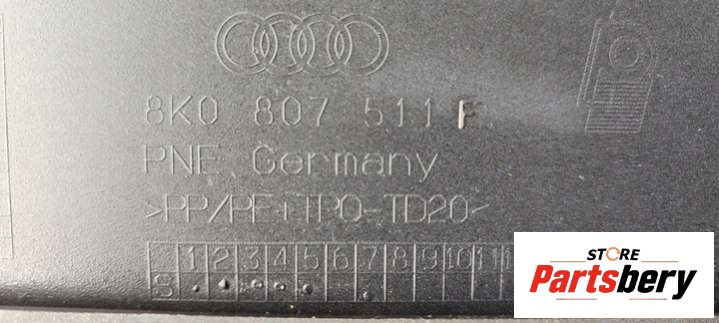 8K0 807 511 F
PNE Germany
>PP/PE+TPO-TD20<
1 2 3 4 5 6 7 8 9 10 11
S
STORE
Partsbery